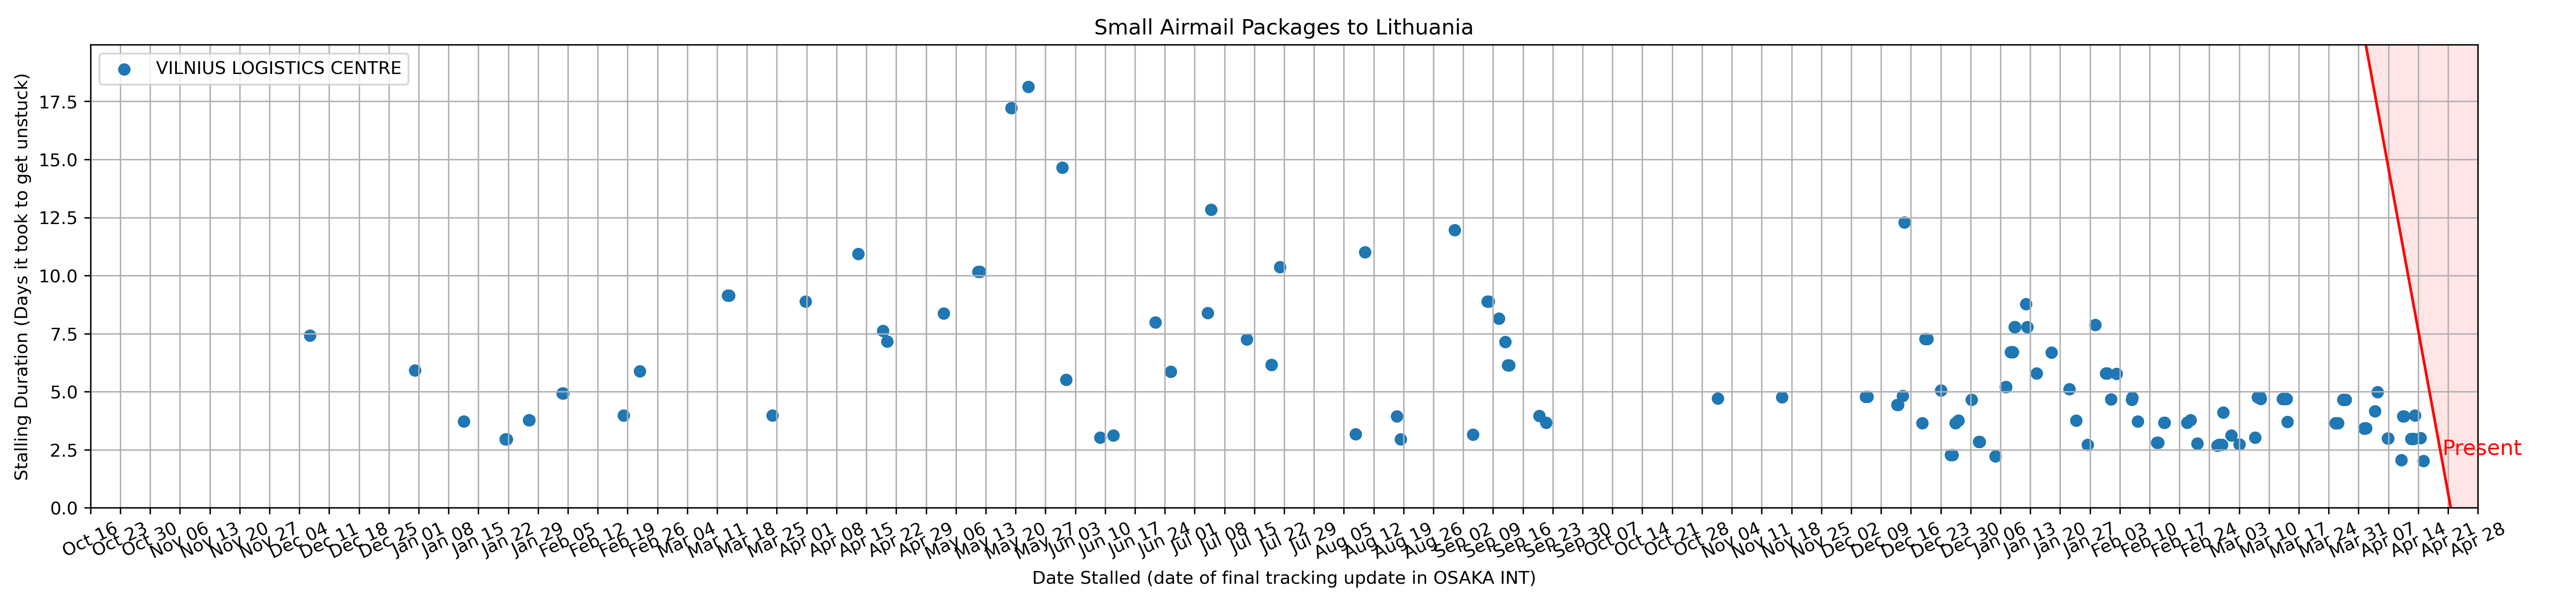 Small Airmail Packages to Lithuania
VILNIUS LOGISTICS CENTRE
Stalling Duration (Days it took to get unstuck)
17.5
15.0
12.5
10.0
7.5
5.0
2.5
0.0
Present
Oct 16 Oct 23 Oct 30 Nov 06 Nov 13 Nov 20 Nov 27 Dec 04 Dec 11 Dec 18 Dec 25 Jan 01 Jan 08 Jan 15 Jan 22 Jan 29 Feb 05 Feb 12 Feb 19 Feb 26 Mar 04 Mar 11 Mar 18 Mar 25 Apr 01 Apr 08 Apr 15 Apr 22 Apr 29 May 06 May 13 May 20 May 27 Jun 03 Jun 10 Jun 17 Jun 24 Jul 01 Jul 08 Jul 15 Jul 22 Jul 29 Aug 05 Aug 12 Aug 19 Aug 26 Sep 02 Sep 09 Sep 16 Sep 23 Sep 30 Oct 07 Oct 14 Oct 21 Oct 28 Nov 04 Nov 11 Nov 18 Nov 25 Dec 02 Dec 09 Dec 16 Dec 23 Dec 30 Jan 06 Jan 13 Jan 20 Jan 27 Feb 03 Feb 10 Feb 17 Feb 24 Mar 03 Mar 10 Mar 17 Mar 24 Mar 31 Apr 07 Apr 14 Apr 21 Apr 28
Date Stalled (date of final tracking update in OSAKA INT)